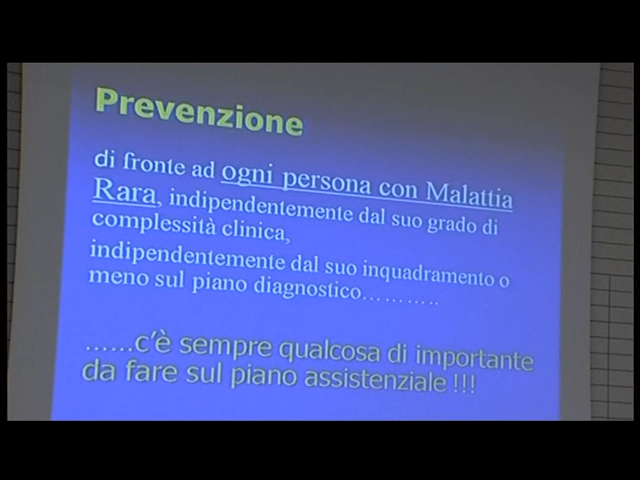 Prevenzione
di fronte ad ogni persona con Malattia
Rara, indipendentemente dal suo grado di
complessità clinica,
indipendentemente dal suo inquadramento o
meno sul piano diagnostico………..
……c'è sempre qualcosa di importante
da fare sul piano assistenziale !!!